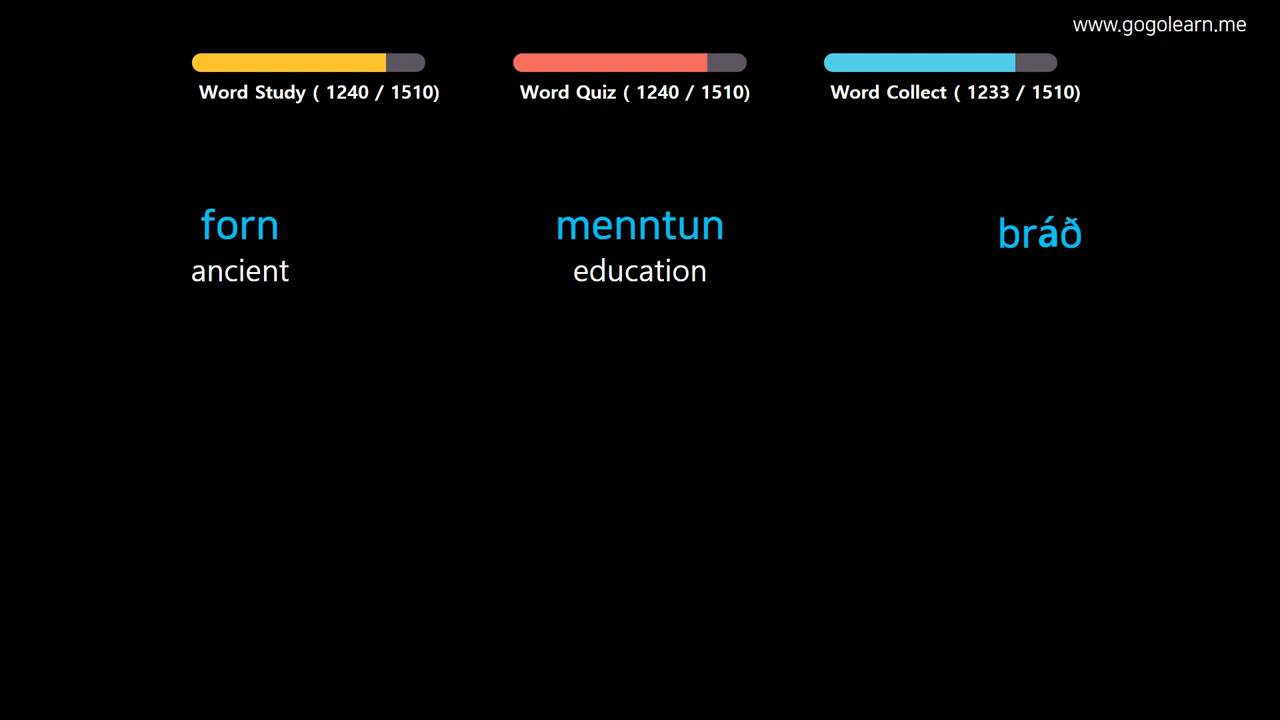 www.gogolearn.me
Word Study ( 1240 / 1510)
Word Quiz ( 1240 / 1510)
Word Collect ( 1233 / 1510)
forn
ancient
menntun
education
bráð